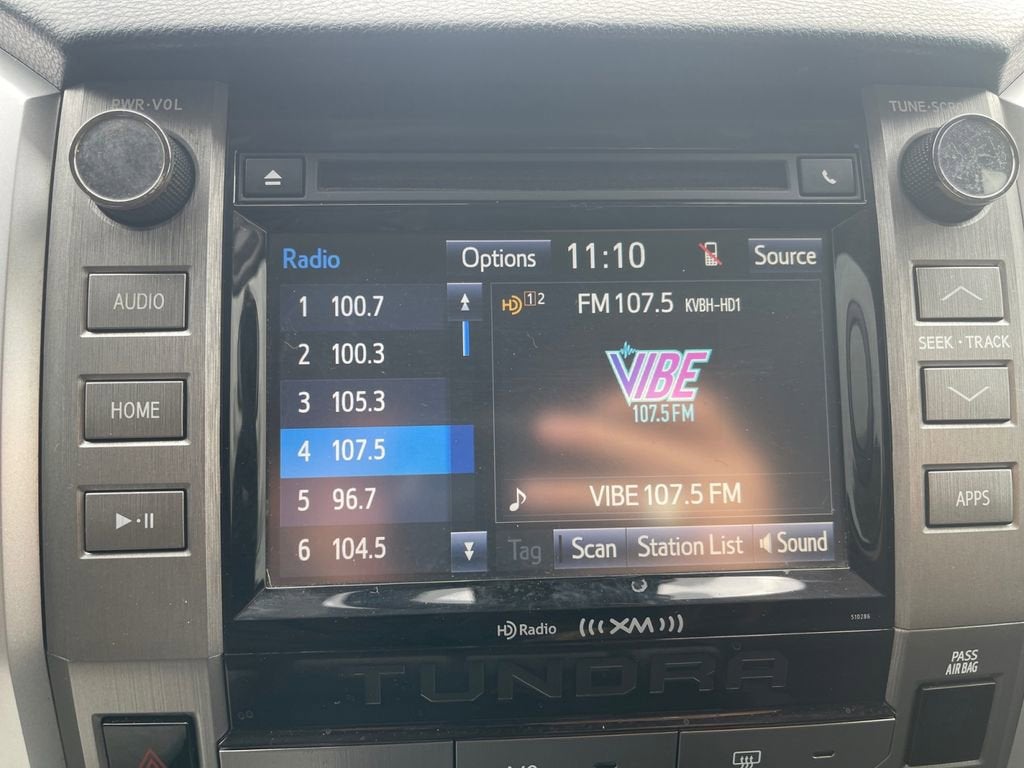 PWR·VOL
TUNE·SCROLL
Radio
Options
11:10
Source
1 100.7
2 100.3
3 105.3
4 107.5
5 96.7
6 104.5
HD 1 2
FM 107.5 KVBH-HD1
VIBE
107.5 FM
VIBE 107.5 FM
Tag
Scan
Station List
Sound
AUDIO
HOME
SEEK·TRACK
APPS
HD Radio
((( XM )))
510286
TUNDRA
PASS
AIR BAG